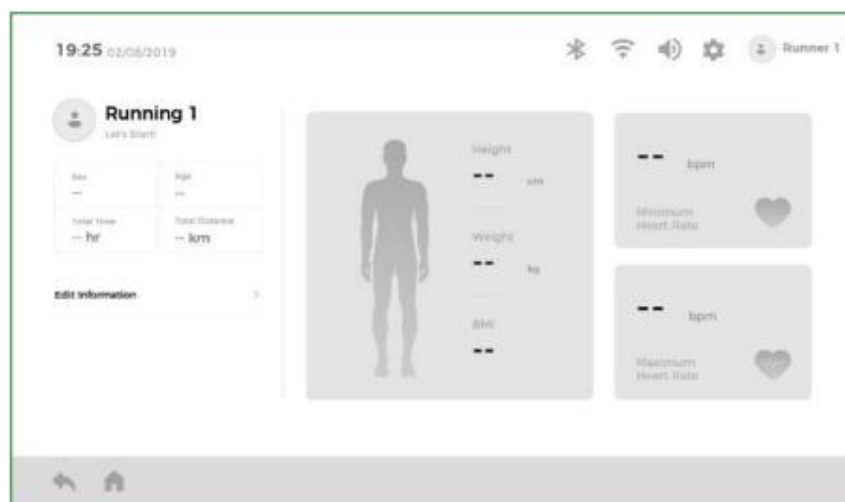 19:25 02/08/2019
Runner 1
Running 1
Let's Start!
Sex
--
Age
--
Total Time
-- hr
Total Distance
-- km
Edit Information
Height
-- cm
Weight
-- kg
BMI
--
-- bpm
Minimum
Heart Rate
-- bpm
Maximum
Heart Rate